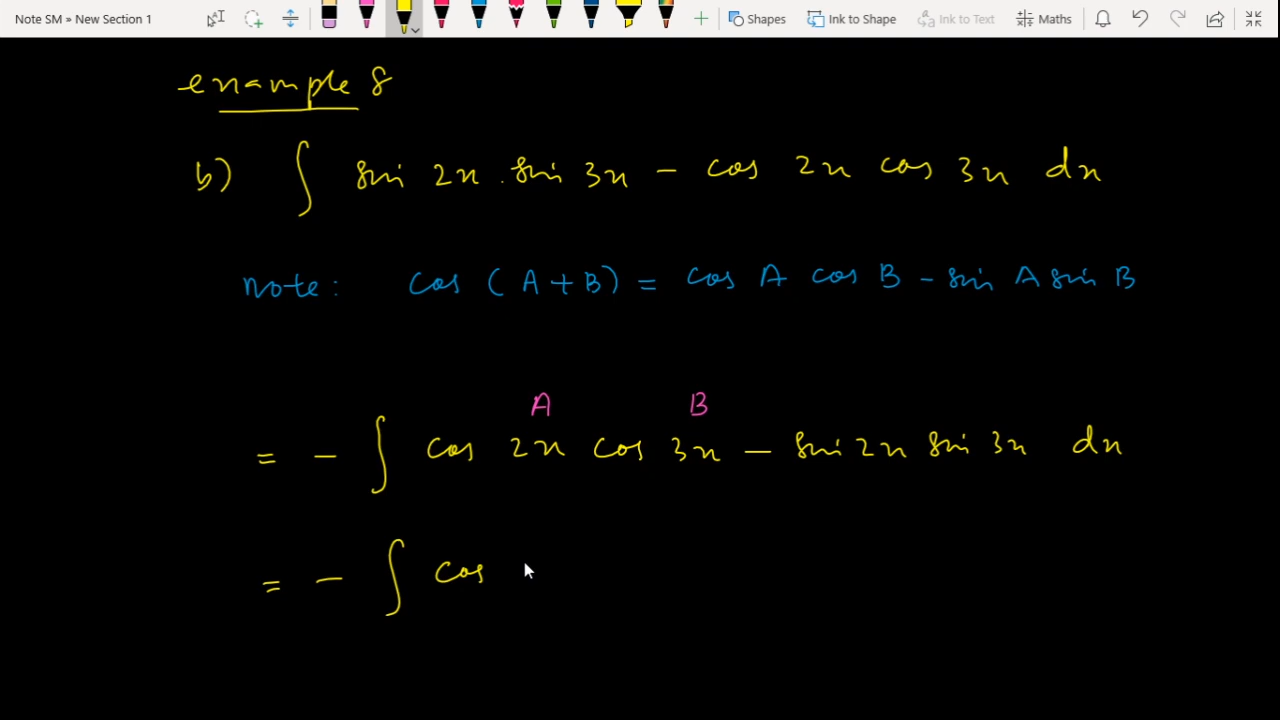 Note SM » New Section 1 Shapes Ink to Shape Ink to Text Maths
example 8
b) ∫ sin 2x . sin 3x - cos 2x cos 3x dx
note: cos (A + B) = cos A cos B - sin A sin B
A B
= - ∫ cos 2x cos 3x - sin 2x sin 3x dx
= - ∫ cos